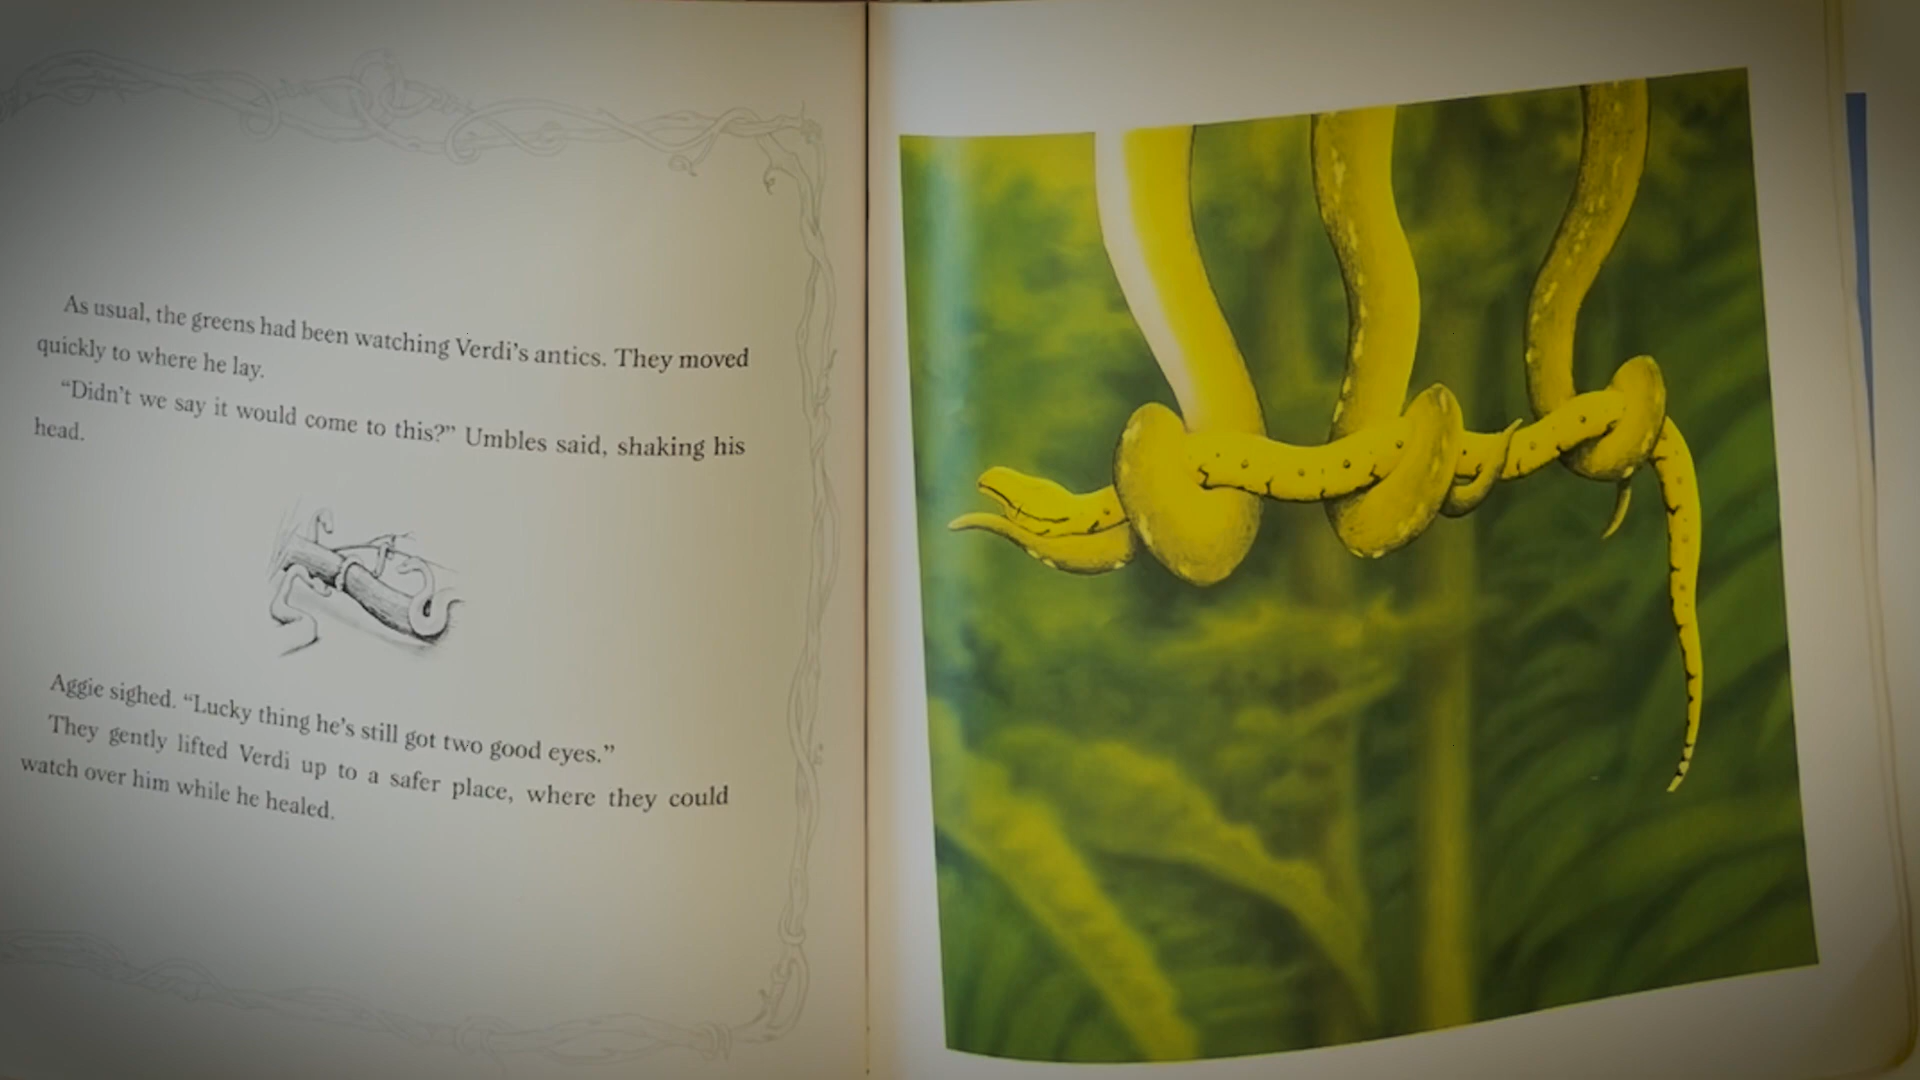 As usual, the greens had been watching Verdi’s antics. They moved
quickly to where he lay.
“Didn’t we say it would come to this?” Umbles said, shaking his
head.
Aggie sighed. “Lucky thing he’s still got two good eyes.”
They gently lifted Verdi up to a safer place, where they could
watch over him while he healed.